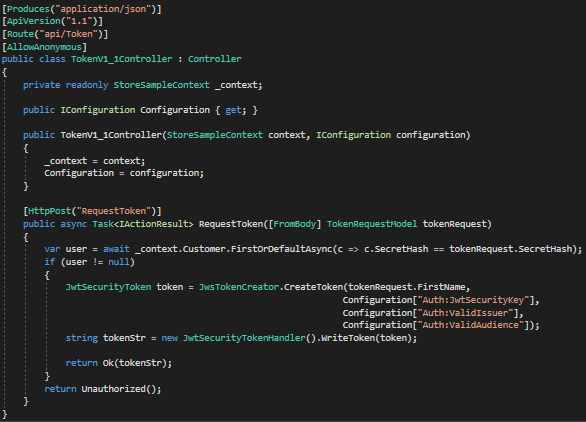 [Produces("application/json")]
[ApiVersion("1.1")]
[Route("api/Token")]
[AllowAnonymous]
public class TokenV1_1Controller : Controller
{
    private readonly StoreSampleContext _context;

    public IConfiguration Configuration { get; }

    public TokenV1_1Controller(StoreSampleContext context, IConfiguration configuration)
    {
        _context = context;
        Configuration = configuration;
    }

    [HttpPost("RequestToken")]
    public async Task<IActionResult> RequestToken([FromBody] TokenRequestModel tokenRequest)
    {
        var user = await _context.Customer.FirstOrDefaultAsync(c => c.SecretHash == tokenRequest.SecretHash);
        if (user != null)
        {
            JwtSecurityToken token = JwsTokenCreator.CreateToken(tokenRequest.FirstName,
                                                                 Configuration["Auth:JwtSecurityKey"],
                                                                 Configuration["Auth:ValidIssuer"],
                                                                 Configuration["Auth:ValidAudience"]);
            string tokenStr = new JwtSecurityTokenHandler().WriteToken(token);

            return Ok(tokenStr);
        }
        return Unauthorized();
    }
}